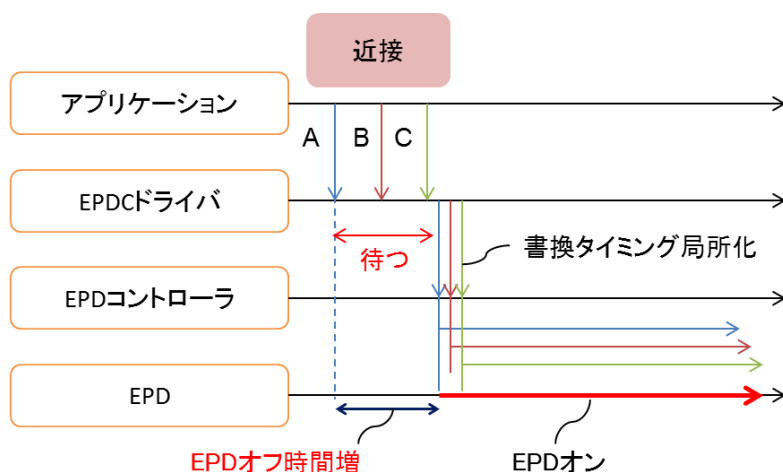 近接
アプリケーション
A B C
EPDCドライバ
待つ
書換タイミング局所化
EPDコントローラ
EPD
EPDオフ時間増
EPDオン